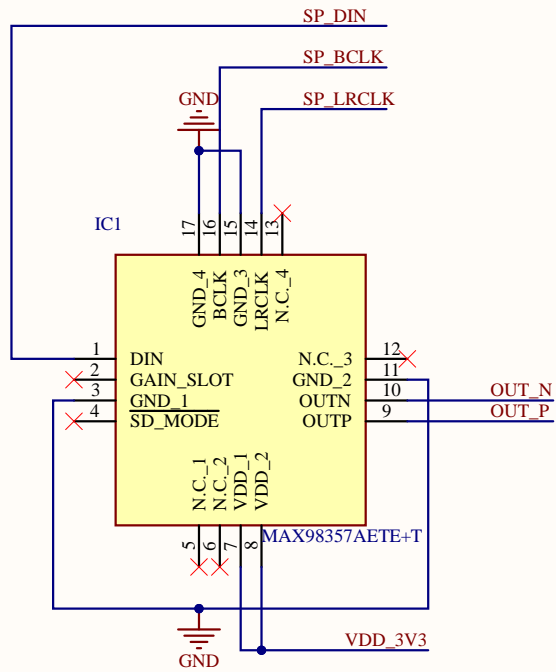 SP_DIN
SP_BCLK
GND
SP_LRCLK
IC1
17
16
15
14
13
GND_4
BCLK
GND_3
LRCLK
N.C._4
1
DIN
N.C._3
12
2
GAIN_SLOT
GND_2
11
3
GND_1
OUTN
10
OUT_N
4
SD_MODE
OUTP
9
OUT_P
N.C._1
N.C._2
VDD_1
VDD_2
5
6
7
8
MAX98357AETE+T
VDD_3V3
GND